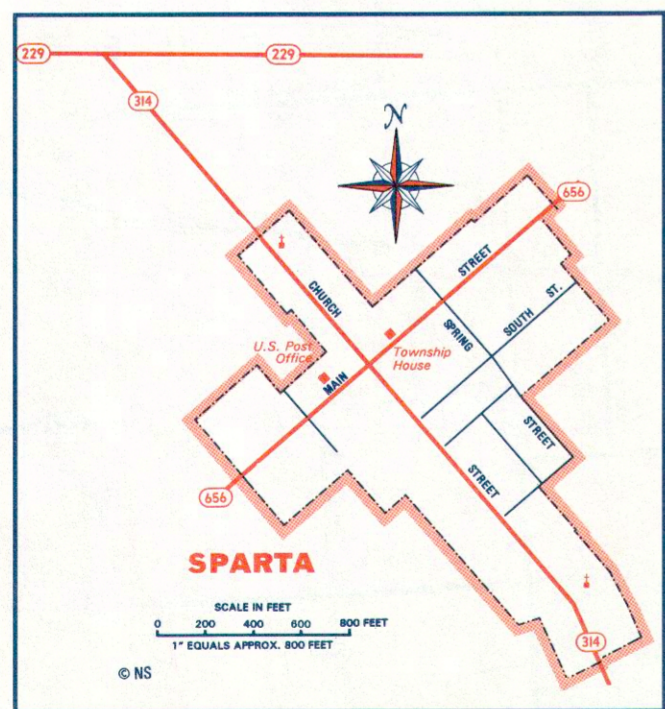 229
229
314
N
656
STREET
CHURCH
SPRING
SOUTH ST.
U.S. Post
Office
Township
House
MAIN
STREET
STREET
656
SPARTA
314
SCALE IN FEET
0 200 400 600 800 FEET
1" EQUALS APPROX. 800 FEET
© NS